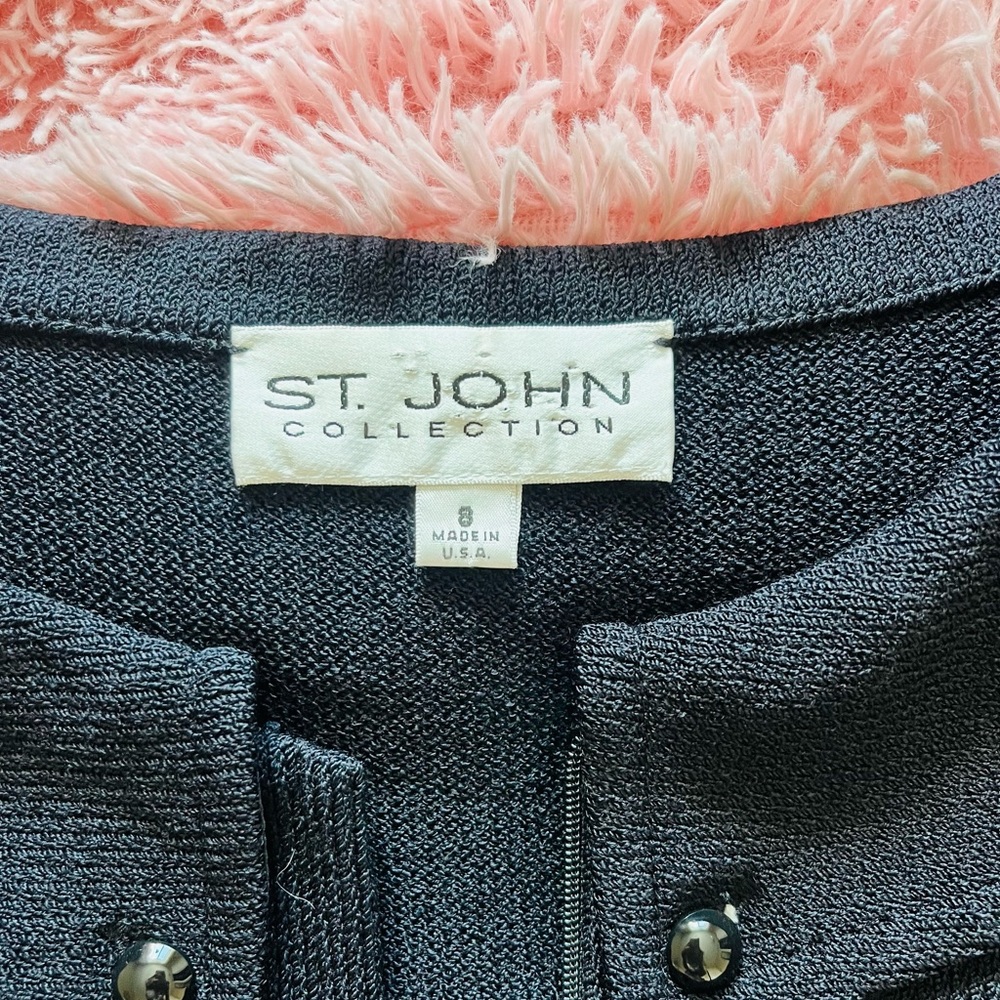 ST. JOHN
COLLECTION
8
MADE IN
U.S.A.